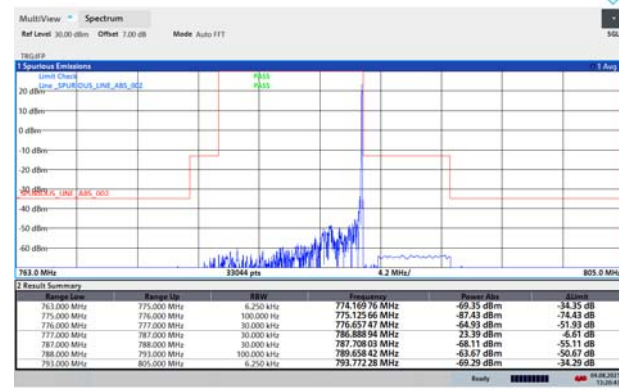 MultiView Spectrum
Ref Level 30.00 dBm Offset 7.00 dB Mode Auto FFT
SGL
TRG:IFP
1 Spurious Emissions 1 Avg
Limit Check PASS
Line _SPURIOUS_LINE_ABS_002 PASS
20 dBm
10 dBm
0 dBm
-10 dBm
-20 dBm
-30 dBm
_SPURIOUS_LINE_ABS_002
-40 dBm
-50 dBm
-60 dBm
763.0 MHz 33044 pts 4.2 MHz/ 805.0 MHz
2 Result Summary
Range Low Range Up RBW Frequency Power Abs ΔLimit
763.000 MHz 775.000 MHz 6.250 kHz 774.169 76 MHz -69.35 dBm -34.35 dB
775.000 MHz 776.000 MHz 100.000 Hz 775.125 66 MHz -87.43 dBm -74.43 dB
776.000 MHz 777.000 MHz 30.000 kHz 776.657 47 MHz -64.93 dBm -51.93 dB
777.000 MHz 787.000 MHz 30.000 kHz 786.888 94 MHz 23.39 dBm -6.61 dB
787.000 MHz 788.000 MHz 30.000 kHz 787.708 03 MHz -68.11 dBm -55.11 dB
788.000 MHz 793.000 MHz 100.000 kHz 789.658 42 MHz -63.67 dBm -50.67 dB
793.000 MHz 805.000 MHz 6.250 kHz 793.772 28 MHz -69.29 dBm -34.29 dB
Ready 04.08.2021